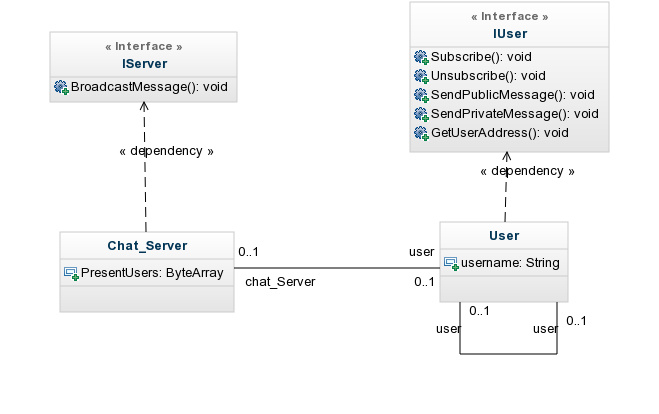 « Interface »
IServer
BroadcastMessage(): void
« Interface »
IUser
Subscribe(): void
Unsubscribe(): void
SendPublicMessage(): void
SendPrivateMessage(): void
GetUserAddress(): void
« dependency »
« dependency »
Chat_Server
PresentUsers: ByteArray
User
username: String
0..1
user
chat_Server
0..1
0..1
user
user
0..1